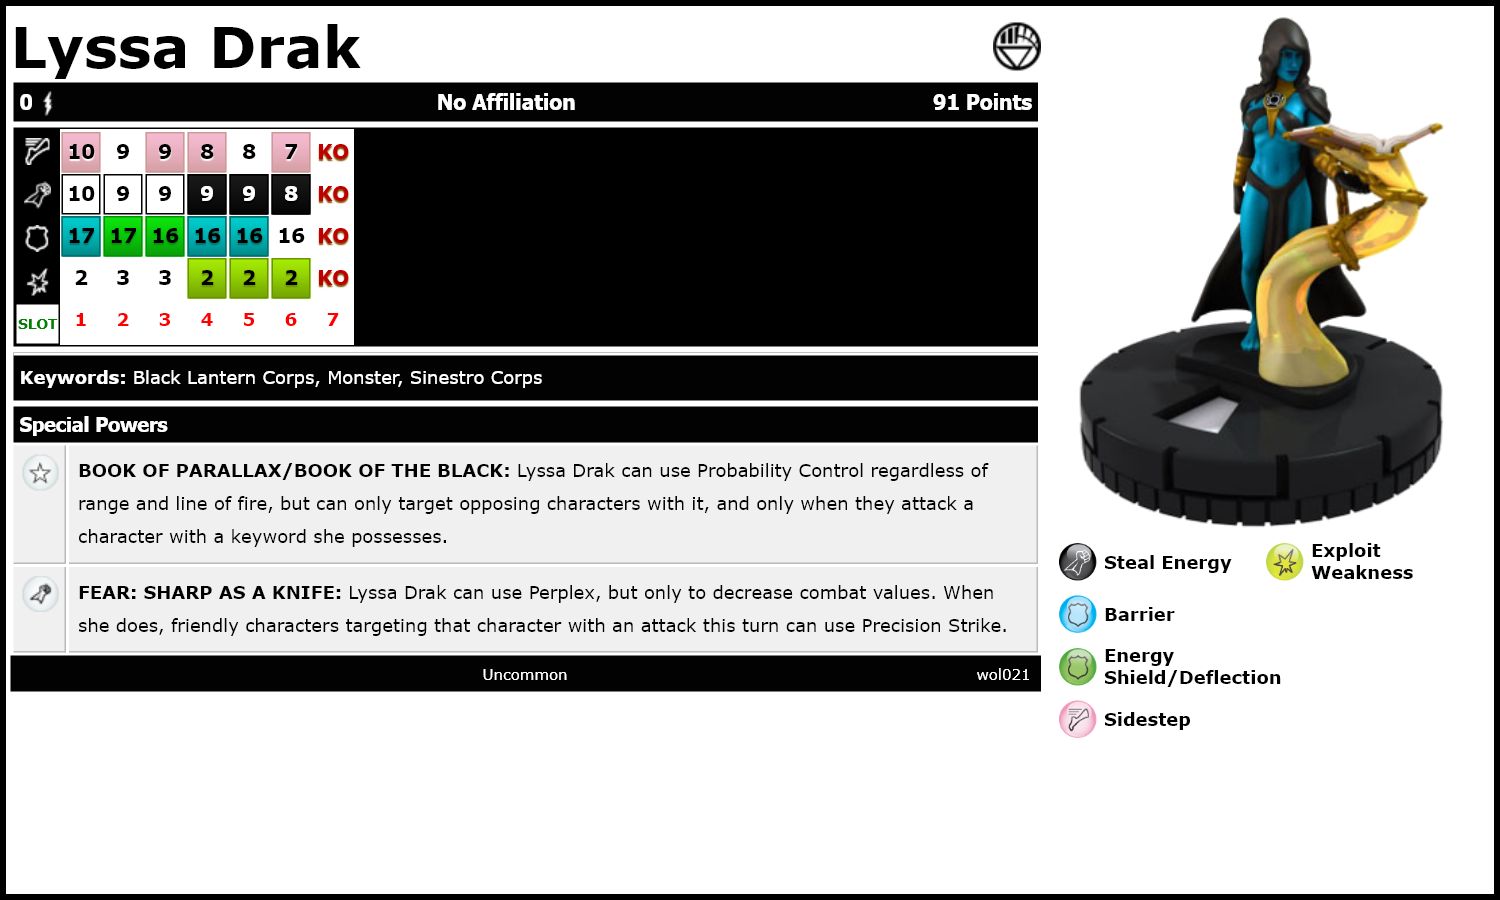 Lyssa Drak
0 No Affiliation 91 Points
10 9 9 8 8 7 KO
10 9 9 9 9 8 KO
17 17 16 16 16 16 KO
2 3 3 2 2 2 KO
SLOT 1 2 3 4 5 6 7
Keywords: Black Lantern Corps, Monster, Sinestro Corps
Special Powers
BOOK OF PARALLAX/BOOK OF THE BLACK: Lyssa Drak can use Probability Control regardless of
range and line of fire, but can only target opposing characters with it, and only when they attack a
character with a keyword she possesses.
FEAR: SHARP AS A KNIFE: Lyssa Drak can use Perplex, but only to decrease combat values. When
she does, friendly characters targeting that character with an attack this turn can use Precision Strike.
Uncommon wol021
Steal Energy
Exploit
Weakness
Barrier
Energy
Shield/Deflection
Sidestep